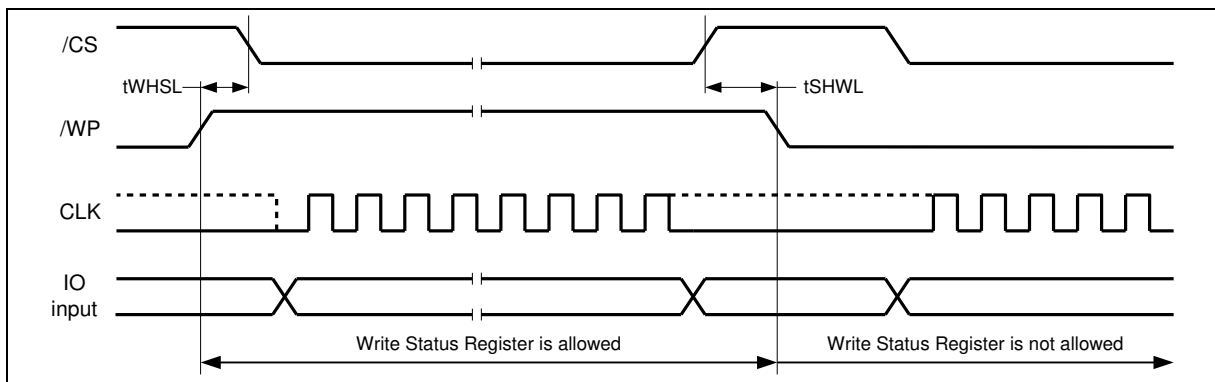 /CS
tWHSL
tSHWL
/WP
CLK
IO
input
Write Status Register is allowed
Write Status Register is not allowed